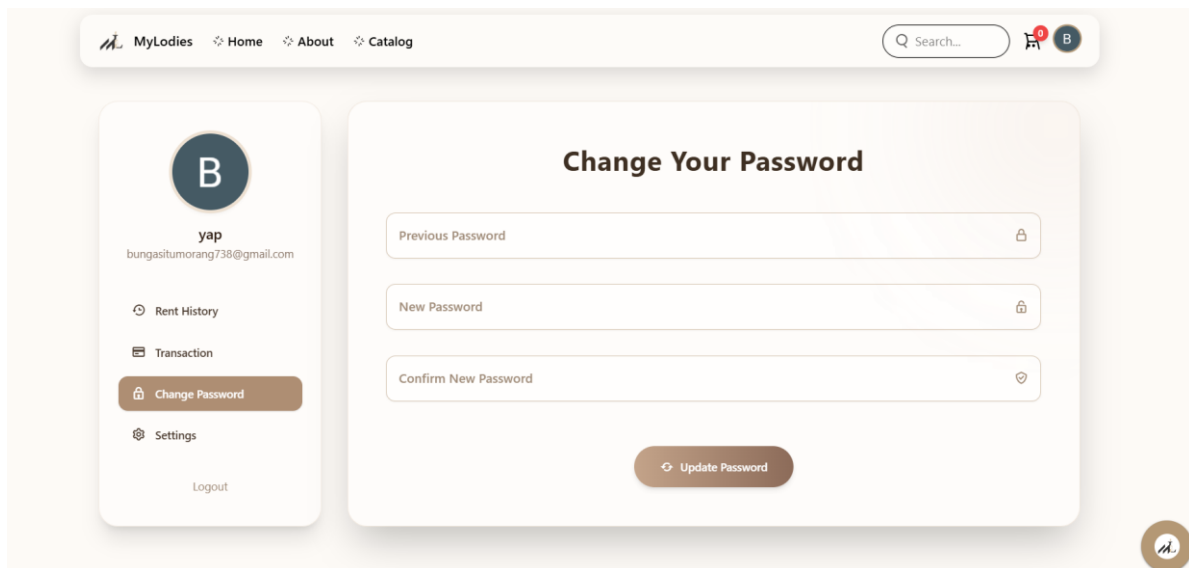 MyLodies Home About Catalog Search... 0 B
B
yap
bungasitumorang738@gmail.com
Rent History
Transaction
Change Password
Settings
Logout
Change Your Password
Previous Password
New Password
Confirm New Password
Update Password